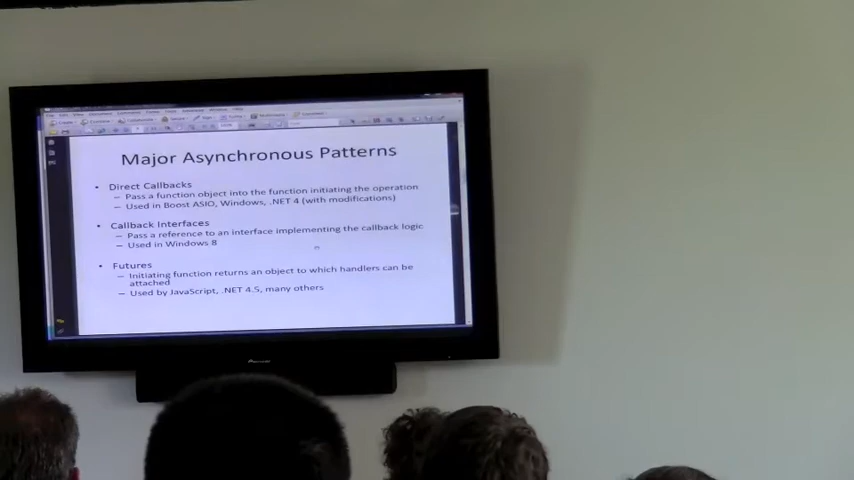 Major Asynchronous Patterns
• Direct Callbacks
– Pass a function object into the function initiating the operation
– Used in Boost ASIO, Windows, .NET 4 (with modifications)
• Callback Interfaces
– Pass a reference to an interface implementing the callback logic
– Used in Windows 8
• Futures
– Initiating function returns an object to which handlers can be
attached
– Used by JavaScript, .NET 4.5, many others